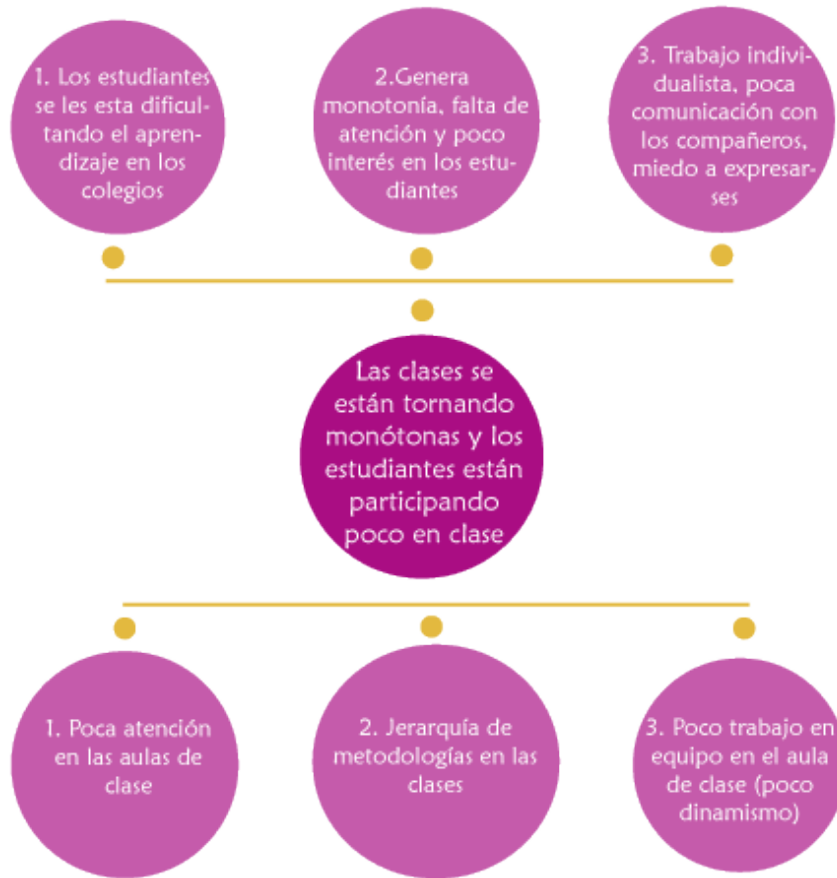 1. Los estudiantes
se les esta dificul-
tando el apren-
dizaje en los
colegios
2.Genera
monotonía, falta de
atención y poco
interés en los estu-
diantes
3. Trabajo indivi-
dualista, poca
comunicación con
los compañeros,
miedo a expresar-
ses
Las clases se
están tornando
monótonas y los
estudiantes están
participando
poco en clase
1. Poca atención
en las aulas de
clase
2. Jerarquía de
metodologías en las
clases
3. Poco trabajo en
equipo en el aula
de clase (poco
dinamismo)